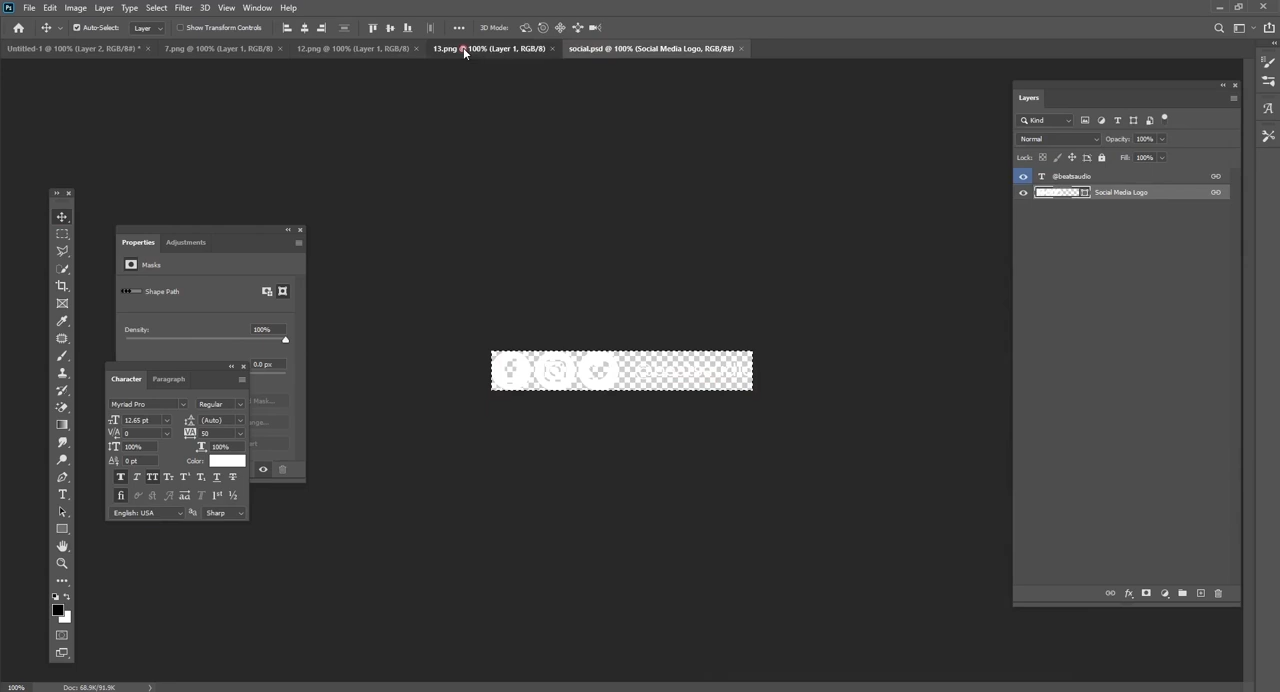 Ps File Edit Image Layer Type Select Filter 3D View Window Help
Auto-Select: Layer Show Transform Controls 3D Mode:
Untitled-1 @ 100% (Layer 2, RGB/8#) * × 7.png @ 100% (Layer 1, RGB/8) × 12.png @ 100% (Layer 1, RGB/8) × 13.png @ 100% (Layer 1, RGB/8) × social.psd @ 100% (Social Media Logo, RGB/8#) ×
Layers
Kind
Normal Opacity: 100%
Lock: Fill: 100%
T @beatsaudio
Social Media Logo
Properties Adjustments
Masks
Shape Path
Density: 100%
0.0 px
Character Paragraph
Myriad Pro Regular
12.65 pt (Auto)
0 50
100% 100%
0 pt Color:
English: USA Sharp
100% Doc: 68.9K/91.9K